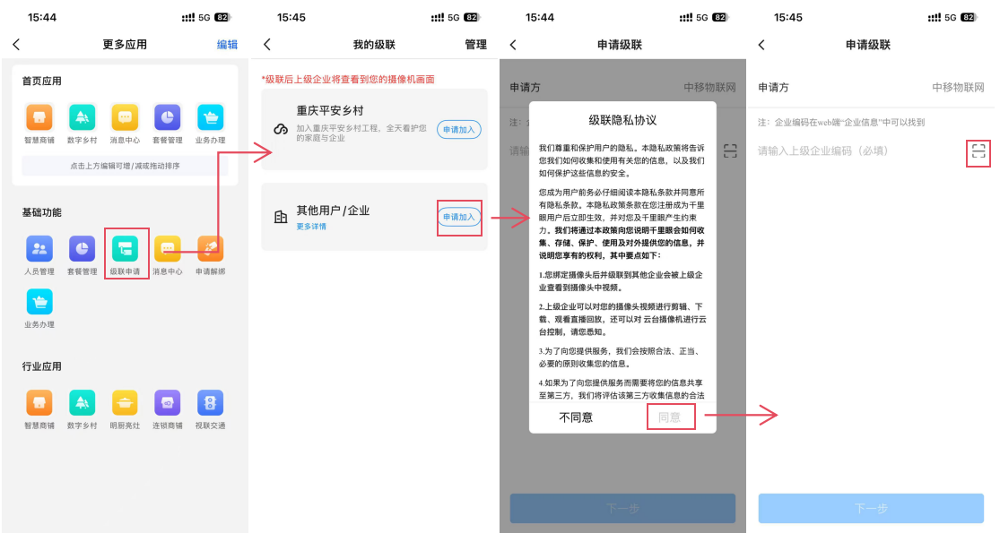 15:44
5G 82
更多应用
编辑
首页应用
智慧商铺
数字乡村
消息中心
套餐管理
业务办理
点击上方编辑可增/减或拖动排序
基础功能
人员管理
套餐管理
级联申请
消息中心
申请解绑
业务办理
行业应用
智慧商铺
数字乡村
明厨亮灶
连锁商铺
视联交通
15:45
5G 82
我的级联
管理
*级联后上级企业将查看到您的摄像机画面
重庆平安乡村
加入重庆平安乡村工程，全天看护您
的家庭与企业
申请加入
其他用户/企业
更多详情
申请加入
15:44
5G 82
申请级联
申请方
中移物联网
注：
请输
级联隐私协议
我们尊重和保护用户的隐私。本隐私政策将告诉
您我们如何收集和使用有关您的信息，以及我们
如何保护这些信息的安全。
您成为用户前务必仔细阅读本隐私条款并同意所
有隐私条款。本隐私政策条款在您注册成为千里
眼用户后立即生效，并对您及千里眼产生约束
力。我们将通过本政策向您说明千里眼会如何收
集、存储、保护、使用及对外提供您的信息，并
说明您享有的权利，其中要点如下：
1.您绑定摄像头后并级联到其他企业会被上级企
业查看到摄像头中视频。
2.上级企业可以对您的摄像头视频进行剪辑、下
载、观看直播回放，还可以对 云台摄像机进行云
台控制，请您悉知。
3.为了向您提供服务，我们会按照合法、正当、
必要的原则收集您的信息。
4.如果为了向您提供服务而需要将您的信息共享
至第三方，我们将评估该第三方收集信息的合法
不同意
同意
下一步
15:45
5G 82
申请级联
申请方
中移物联网
注：企业编码在web端“企业信息”中可以找到
请输入上级企业编码（必填）
下一步